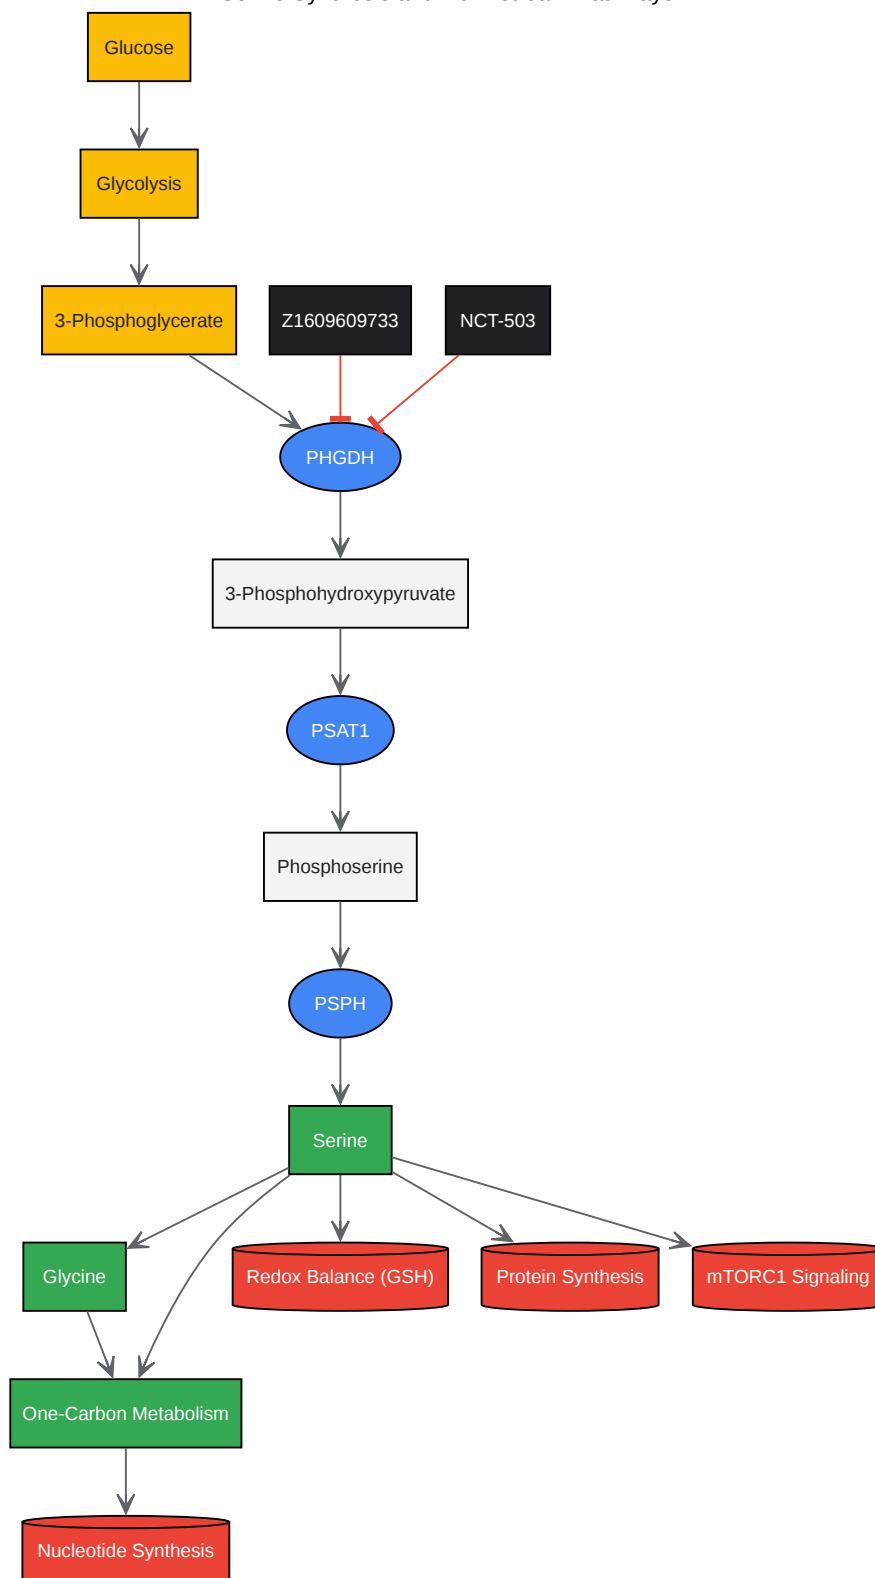 Glucose
Glycolysis
3-Phosphoglycerate
Z1609609733
NCT-503
PHGDH
3-Phosphohydroxypyruvate
PSAT1
Phosphoserine
PSPH
Serine
Glycine
Redox Balance (GSH)
Protein Synthesis
mTORC1 Signaling
One-Carbon Metabolism
Nucleotide Synthesis